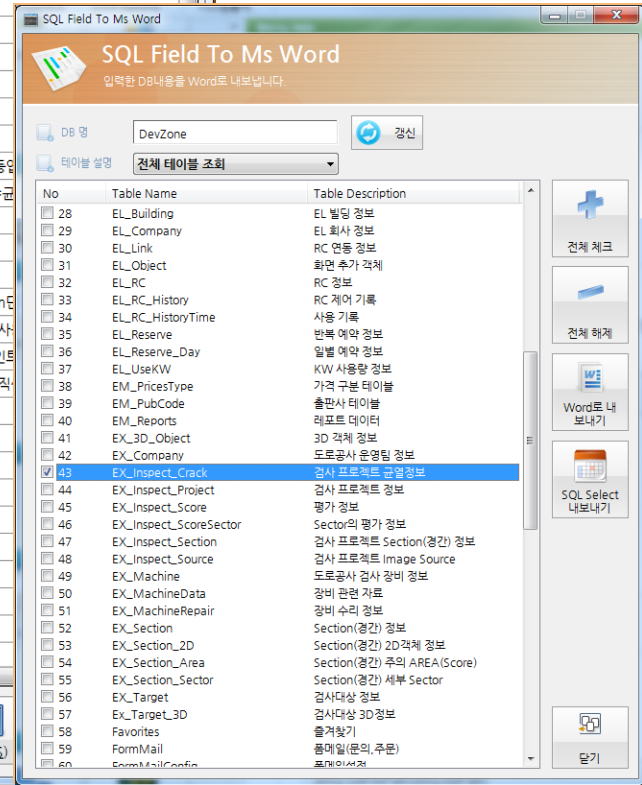 SQL Field To Ms Word
SQL Field To Ms Word
입력한 DB내용을 Word로 내보냅니다.
DB 명
DevZone
갱신
테이블 설명
전체 테이블 조회
No Table Name Table Description
28 EL_Building EL 빌딩 정보
29 EL_Company EL 회사 정보
30 EL_Link RC 연동 정보
31 EL_Object 화면 추가 객체
32 EL_RC RC 정보
33 EL_RC_History RC 제어 기록
34 EL_RC_HistoryTime 사용 기록
35 EL_Reserve 반복 예약 정보
36 EL_Reserve_Day 일별 예약 정보
37 EL_UseKW KW 사용량 정보
38 EM_PricesType 가격 구분 테이블
39 EM_PubCode 출판사 테이블
40 EM_Reports 레포트 데이터
41 EX_3D_Object 3D 객체 정보
42 EX_Company 도로공사 운영팀 정보
43 EX_Inspect_Crack 검사 프로젝트 균열정보
44 EX_Inspect_Project 검사 프로젝트 정보
45 EX_Inspect_Score 평가 정보
46 EX_Inspect_ScoreSector Sector의 평가 정보
47 EX_Inspect_Section 검사 프로젝트 Section(경간) 정보
48 EX_Inspect_Source 검사 프로젝트 Image Source
49 EX_Machine 도로공사 검사 장비 정보
50 EX_MachineData 장비 관련 자료
51 EX_MachineRepair 장비 수리 정보
52 EX_Section Section(경간) 정보
53 EX_Section_2D Section(경간) 2D객체 정보
54 EX_Section_Area Section(경간) 주의 AREA(Score)
55 EX_Section_Sector Section(경간) 세부 Sector
56 EX_Target 검사대상 정보
57 Ex_Target_3D 검사대상 3D정보
58 Favorites 즐겨찾기
59 FormMail 폼메일(문의,주문)
60 FormMailConfig 폼메일설정
전체 체크
전체 해제
Word로 내
보내기
SQL Select
내보내기
닫기